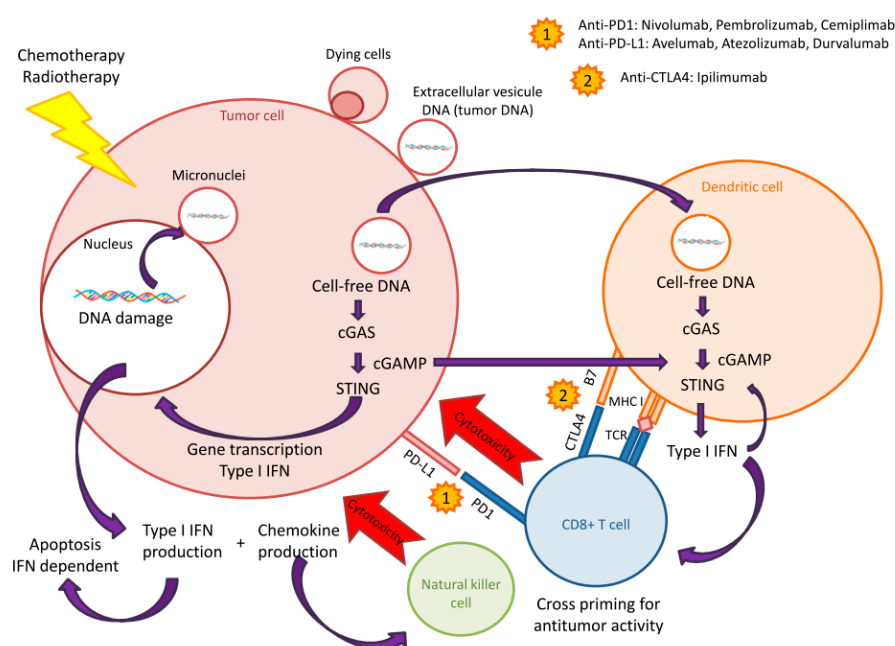 1
Anti-PD1: Nivolumab, Pembrolizumab, Cemiplimab
Anti-PD-L1: Avelumab, Atezolizumab, Durvalumab
2
Anti-CTLA4: Ipilimumab
Chemotherapy
Radiotherapy
Dying cells
Extracellular vesicule
DNA (tumor DNA)
Tumor cell
Dendritic cell
Micronuclei
Nucleus
DNA damage
Cell-free DNA
cGAS
cGAMP
STING
Gene transcription
Type I IFN
Cell-free DNA
cGAS
cGAMP
STING
Type I IFN
B7
2
MHC I
CTLA4
TCR
Cytotoxicity
PD-L1
1
PD1
CD8+ T cell
Cytotoxicity
Natural killer
cell
Cross priming for
antitumor activity
Apoptosis
IFN dependent
Type I IFN
production
+
Chemokine
production